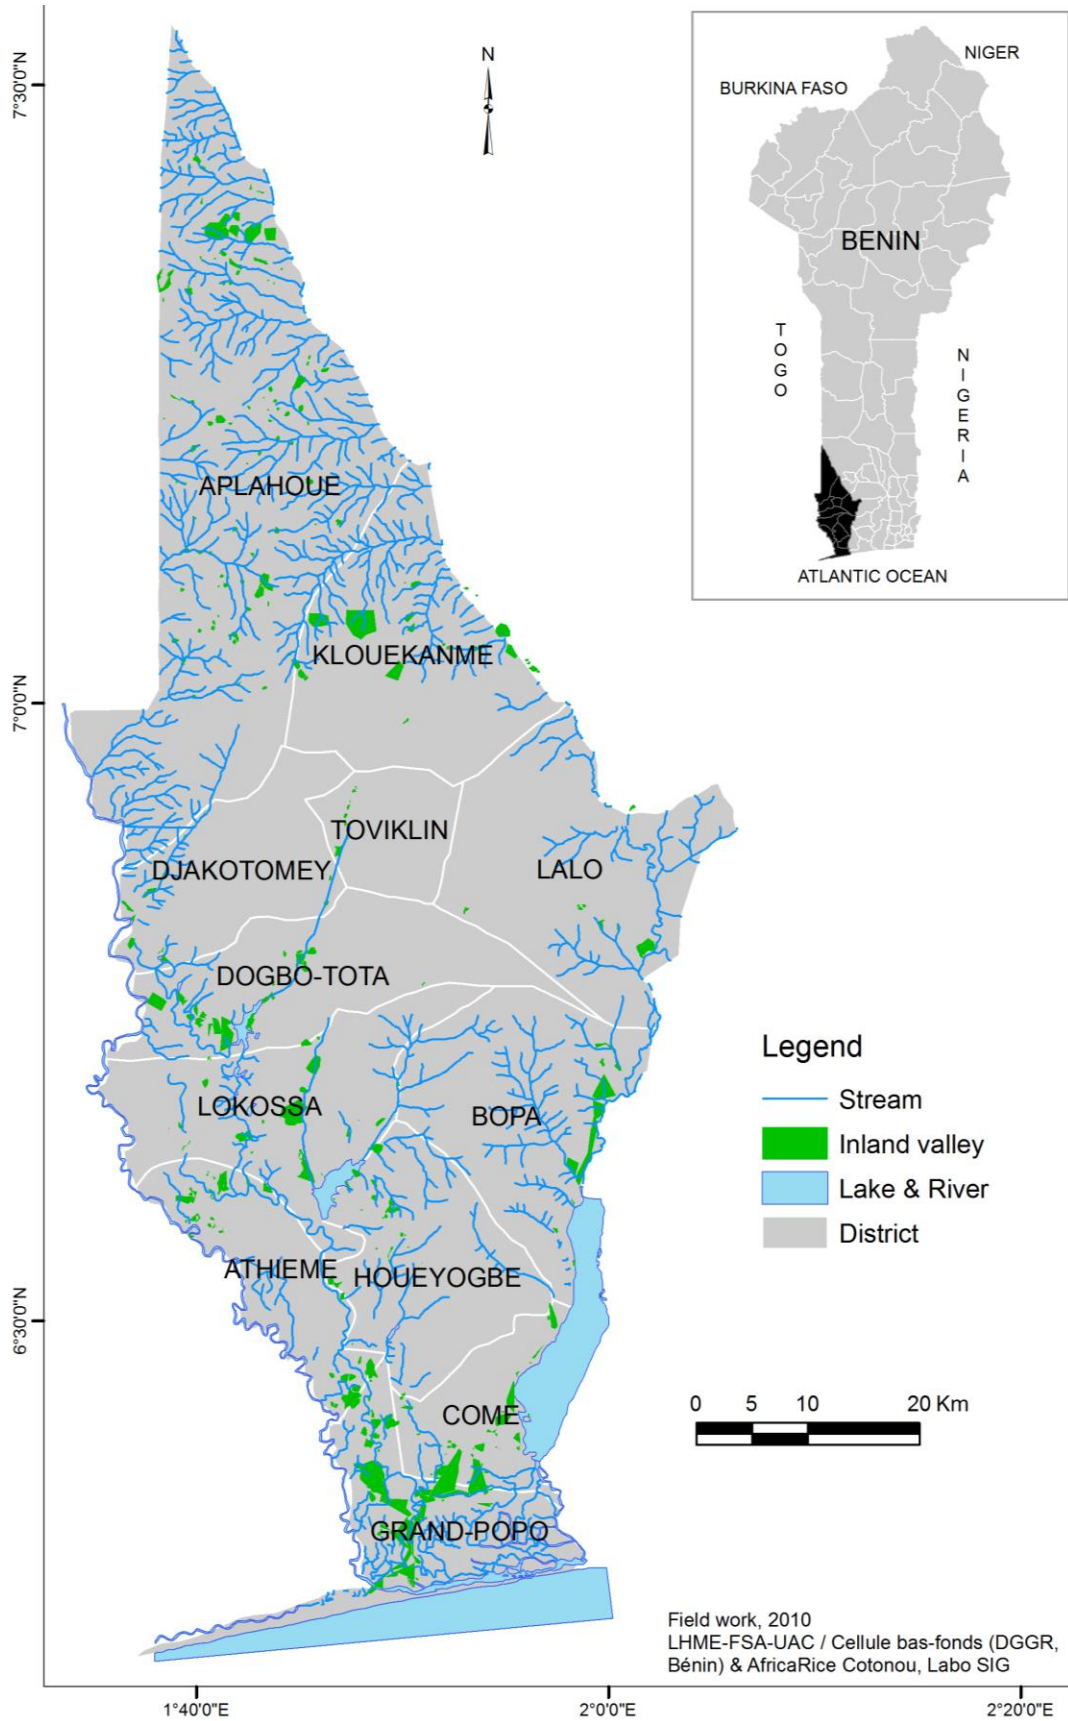 7°30'0"N
N
NIGER
BURKINA FASO
BENIN
TOGO
NIGERIA
ATLANTIC OCEAN
APLAHOUE
KLOUEKANME
7°0'0"N
TOVIKLIN
DJAKOTOMEY
LALO
DOGBO-TOTA
LOKOSSA
BOPA
ATHIEME
HOUEYOGBE
6°30'0"N
COME
GRAND-POPO
Legend
Stream
Inland valley
Lake & River
District
0 5 10 20 Km
Field work, 2010
LHME-FSA-UAC / Cellule bas-fonds (DGGR,
Bénin) & AfricaRice Cotonou, Labo SIG
1°40'0"E
2°0'0"E
2°20'0"E